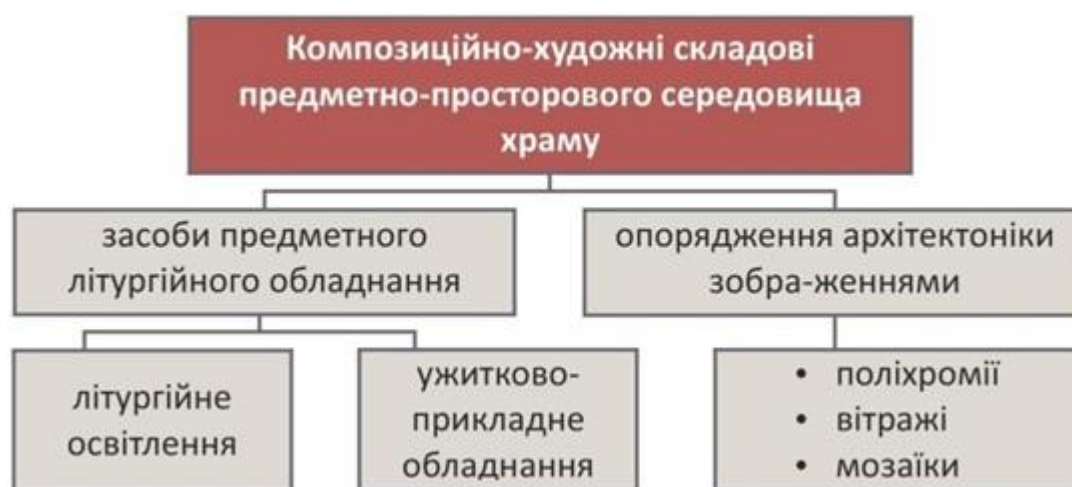 Композиційно-художні складові
предметно-просторового середовища
храму
засоби предметного
літургійного обладнання
опорядження архітектоніки
зобра-женнями
літургійне
освітлення
ужитково-
прикладне
обладнання
• поліхромії
• вітражі
• мозаїки